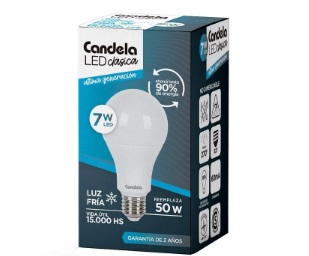 Candela
LED clásica
última generación
ahorra hasta
90%
de energía
7W
LED
LUZ
FRÍA
VIDA ÚTIL
15.000 HS
REEMPLAZA
50 W
GARANTÍA DE 2 AÑOS
Candela